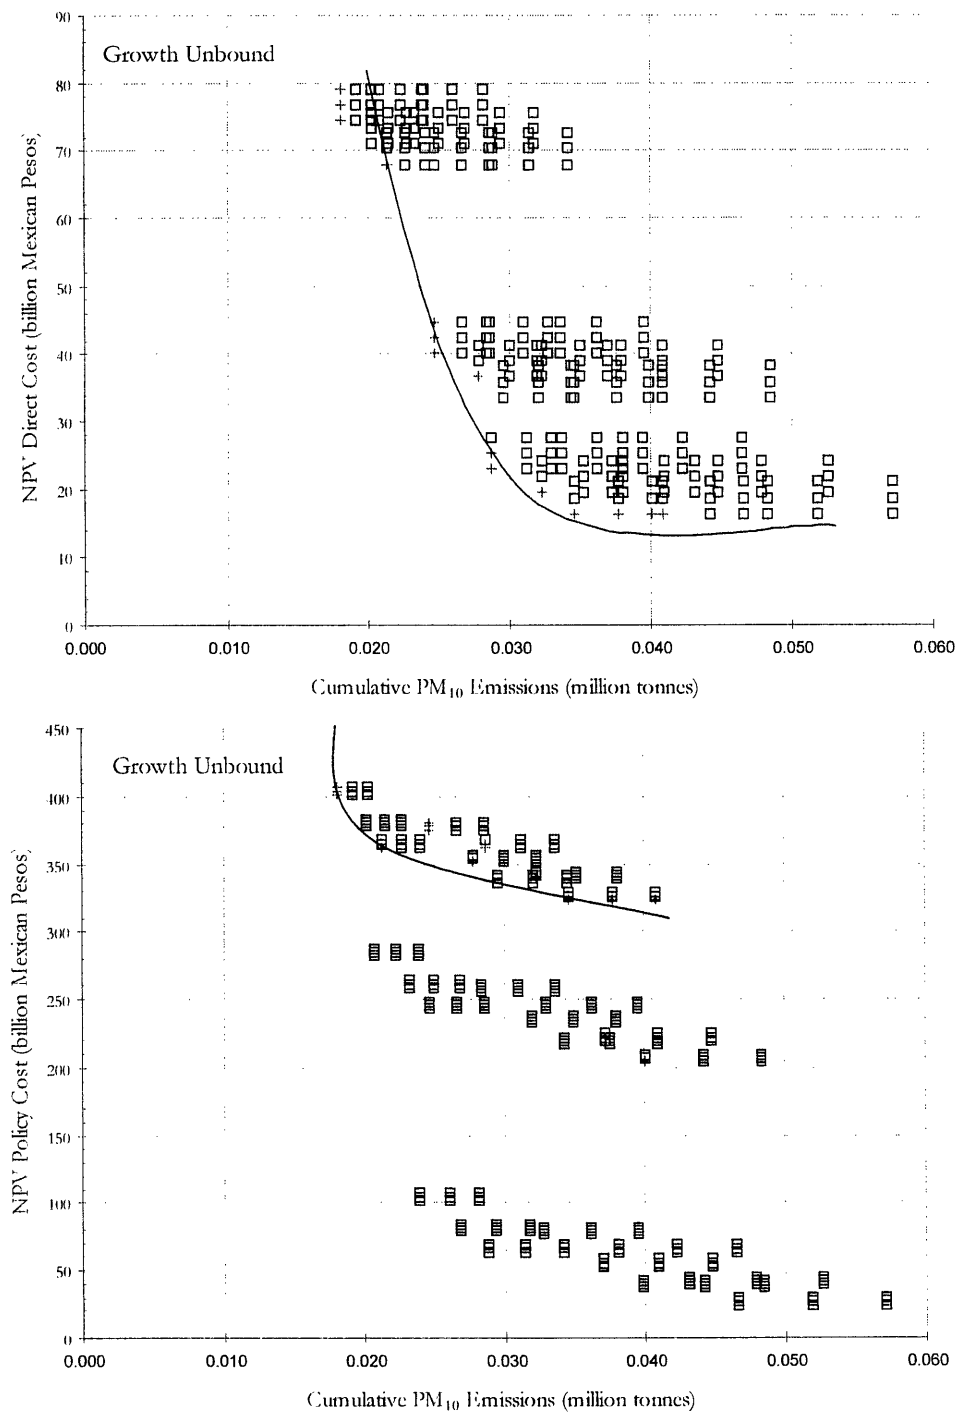 90
Growth Unbound
80
70
60
50
40
30
20
10
0
NPV Direct Cost (billion Mexican Pesos)
0.000 0.010 0.020 0.030 0.040 0.050 0.060
Cumulative PM10 Emissions (million tonnes)
450
Growth Unbound
400
350
300
250
200
150
100
50
0
NPV Policy Cost (billion Mexican Pesos)
0.000 0.010 0.020 0.030 0.040 0.050 0.060
Cumulative PM10 Emissions (million tonnes)